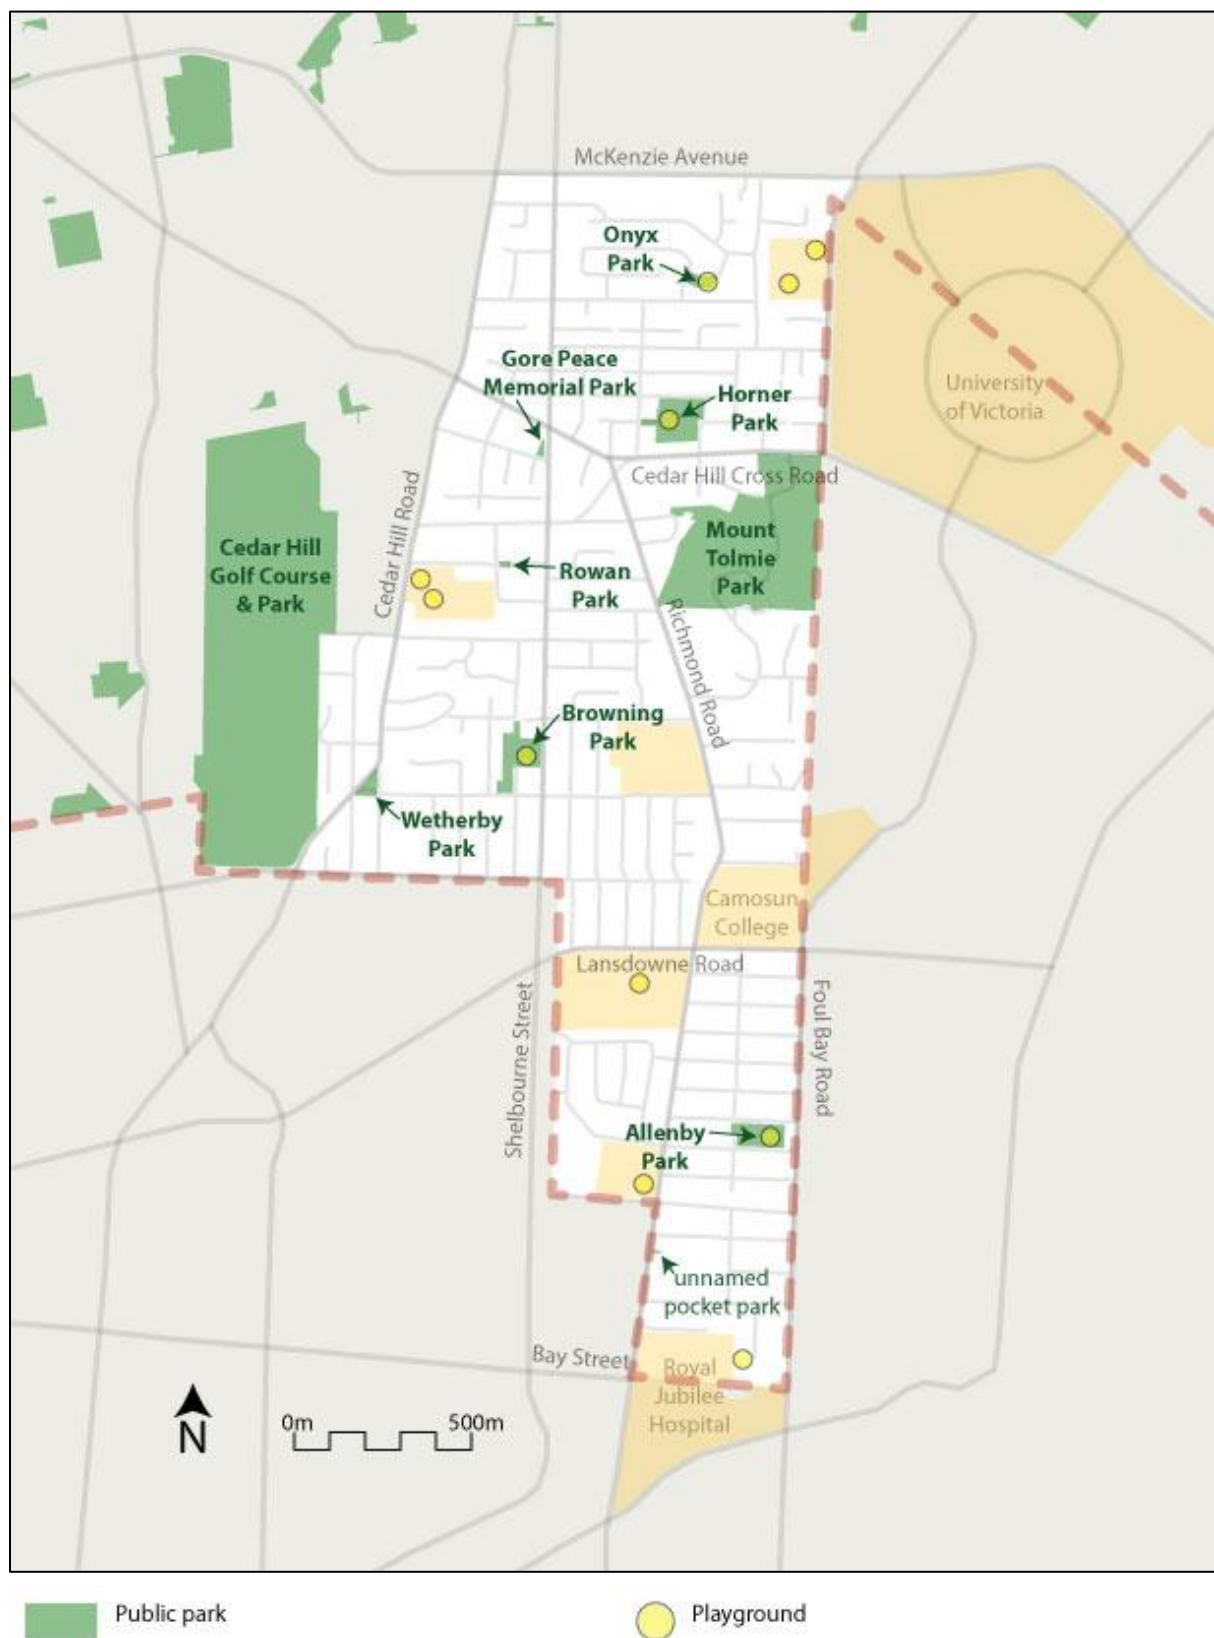 McKenzie Avenue
Onyx
Park
Gore Peace
Memorial Park
Horner
Park
University
of Victoria
Cedar Hill Cross Road
Cedar Hill Road
Cedar Hill
Golf Course
& Park
Mount
Tolmie
Park
Rowan
Park
Richmond Road
Browning
Park
Wetherby
Park
Camosun
College
Lansdowne Road
Shelbourne Street
Foul Bay Road
Allenby
Park
unnamed
pocket park
Bay Street
Royal
Jubilee
Hospital
0m 500m
N
Public park
Playground